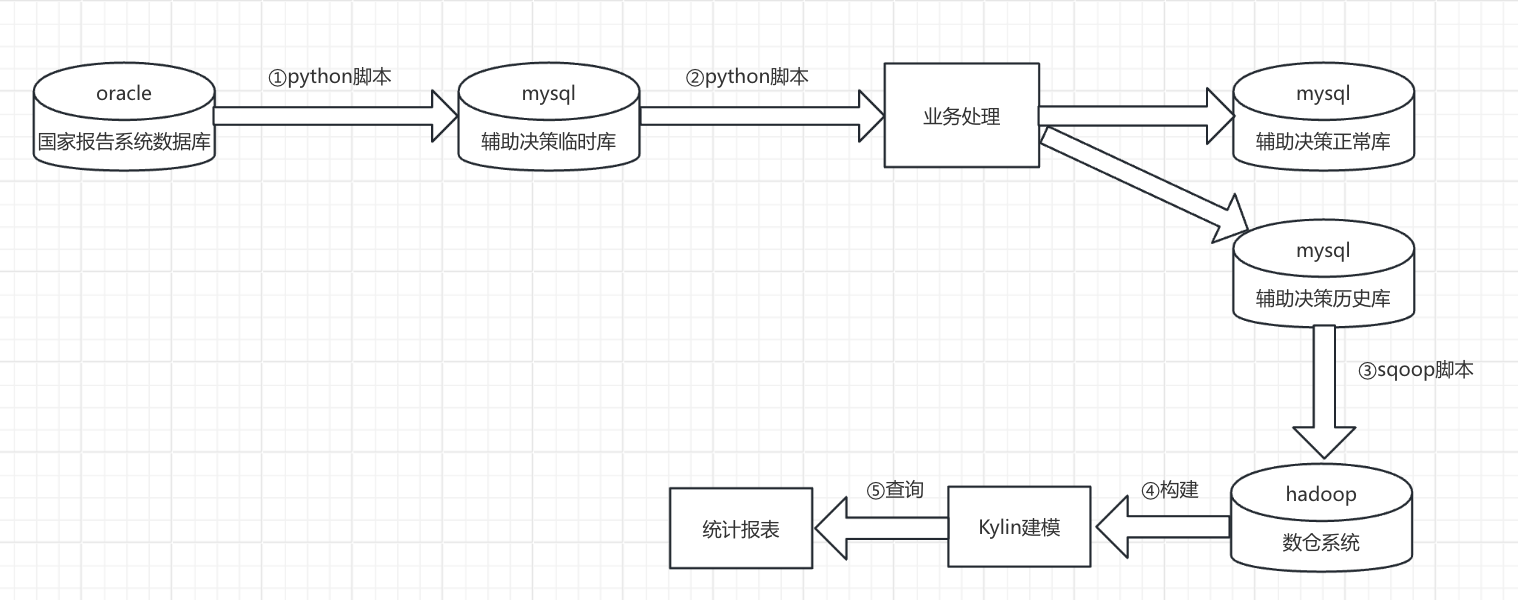 oracle
国家报告系统数据库
①python脚本
mysql
辅助决策临时库
②python脚本
业务处理
mysql
辅助决策正常库
mysql
辅助决策历史库
③sqoop脚本
hadoop
数仓系统
④构建
Kylin建模
⑤查询
统计报表